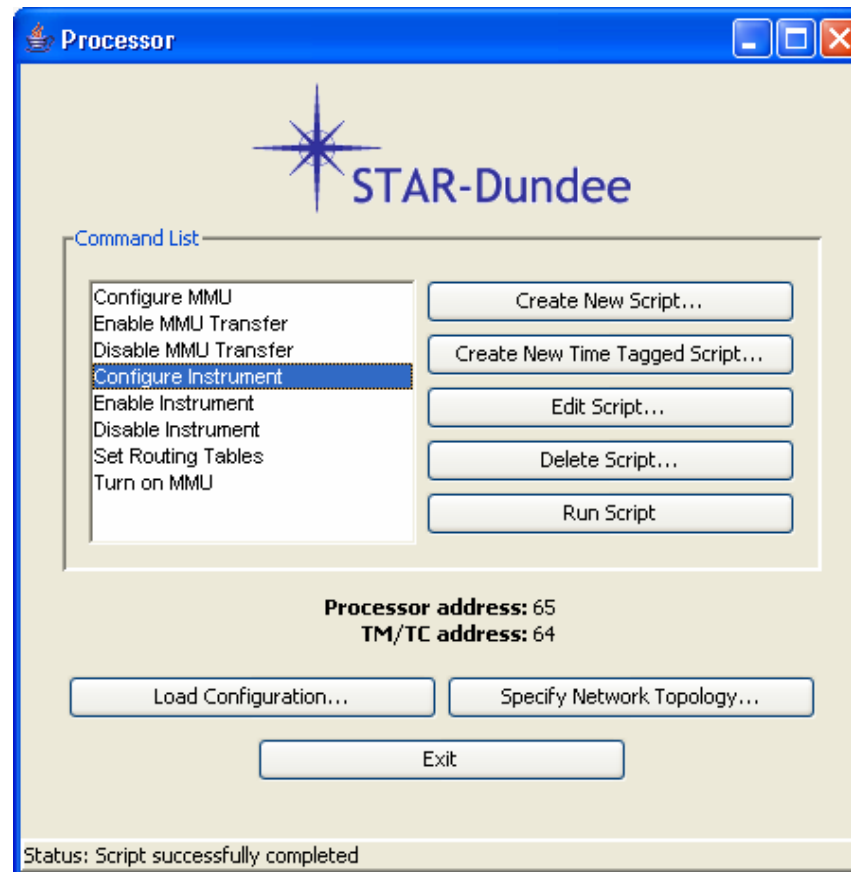 Processor
STAR-Dundee
Command List
Configure MMU
Enable MMU Transfer
Disable MMU Transfer
Configure Instrument
Enable Instrument
Disable Instrument
Set Routing Tables
Turn on MMU
Create New Script...
Create New Time Tagged Script...
Edit Script...
Delete Script...
Run Script
Processor address: 65
TM/TC address: 64
Load Configuration...
Specify Network Topology...
Exit
Status: Script successfully completed